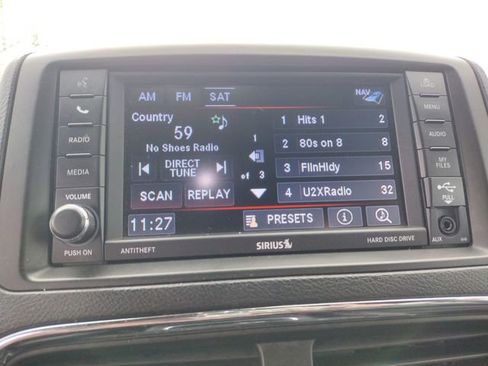 AM FM SAT NAV
Country
59
No Shoes Radio
DIRECT TUNE
SCAN REPLAY
1
of 3
1 Hits 1 2
2 80s on 8 8
3 FlInHldy 15
4 U2XRadio 32
11:27 PRESETS
RADIO
MEDIA
VOLUME
PUSH ON
LOAD
MENU
AUDIO
MY FILES
PULL
AUX
ANTITHEFT SIRIUS HARD DISC DRIVE